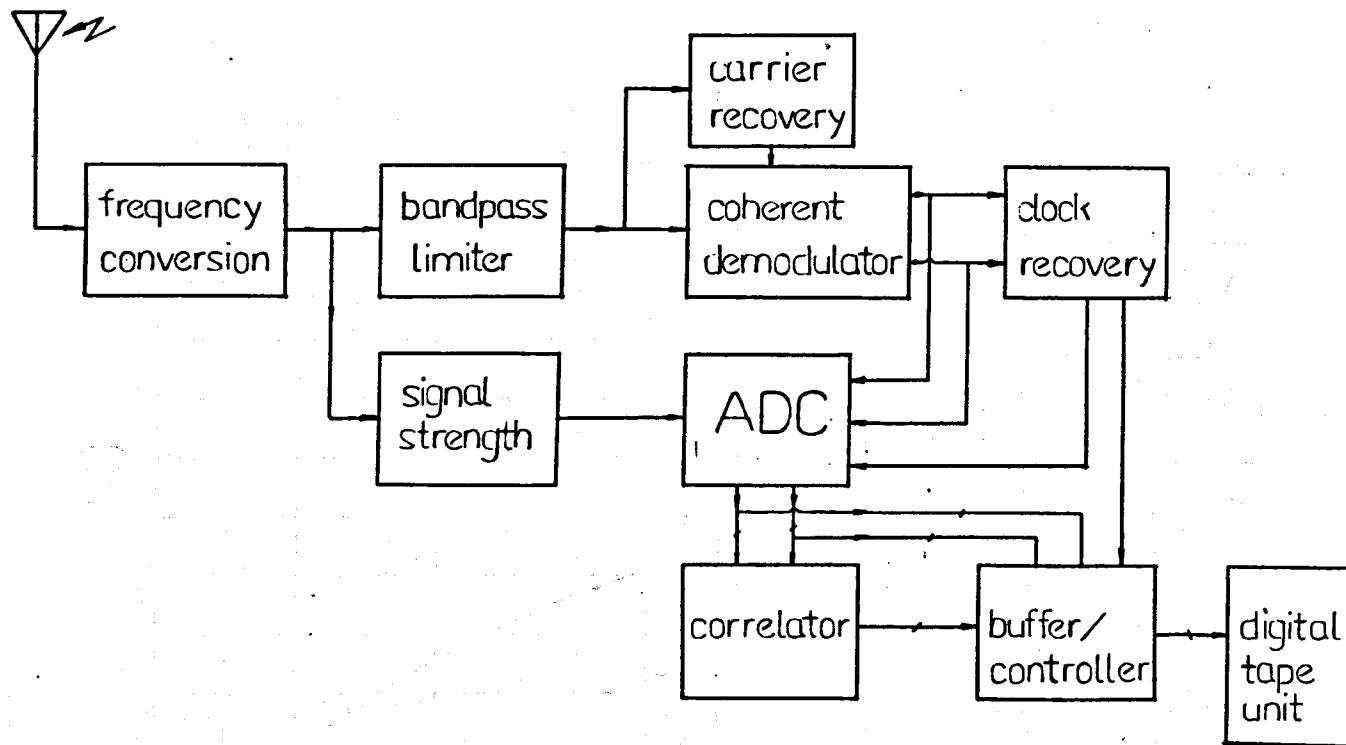 carrier
recovery
frequency
conversion
bandpass
limiter
coherent
demodulator
clock
recovery
signal
strength
ADC
correlator
buffer/
controller
digital
tape
unit